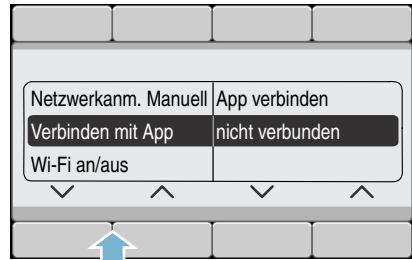 Netzwerkanm. Manuell App verbinden
Verbinden mit App nicht verbunden
Wi-Fi an/aus